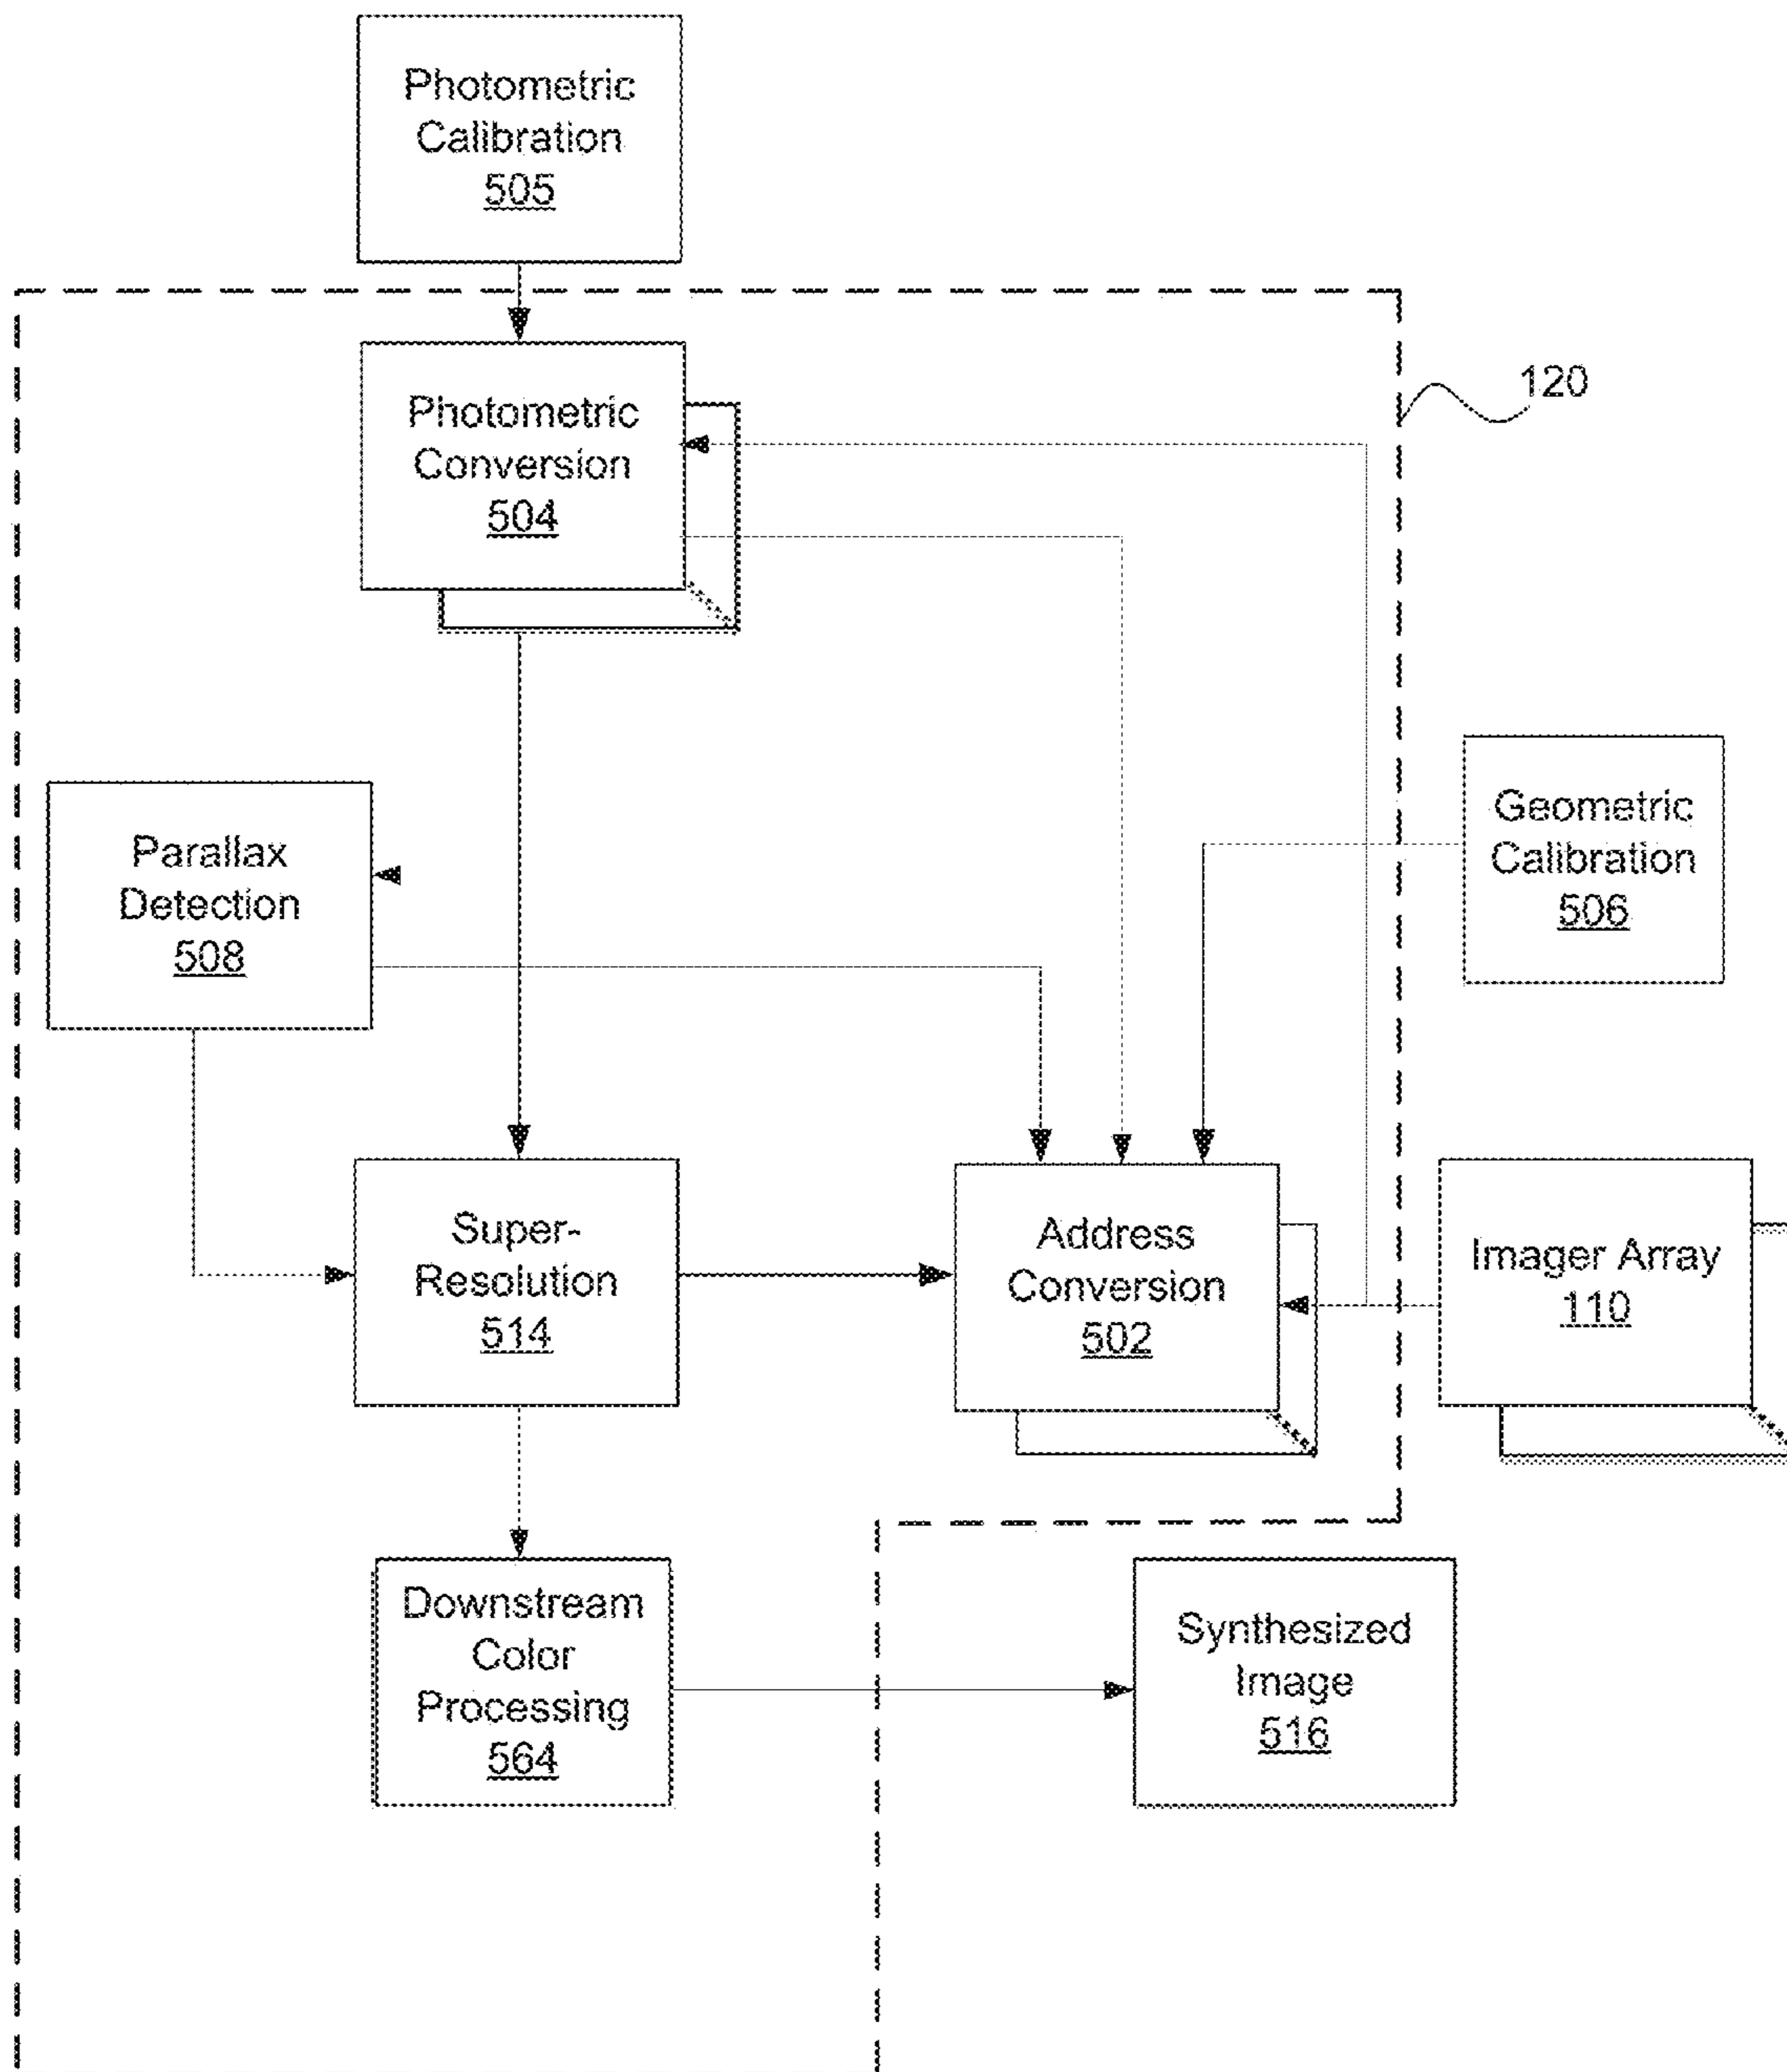 Photometric
Calibration
505
120
Photometric
Conversion
504
Geometric
Calibration
506
Parallax
Detection
508
Super-
Resolution
514
Address
Conversion
502
Imager Array
110
Downstream
Color
Processing
564
Synthesized
Image
516